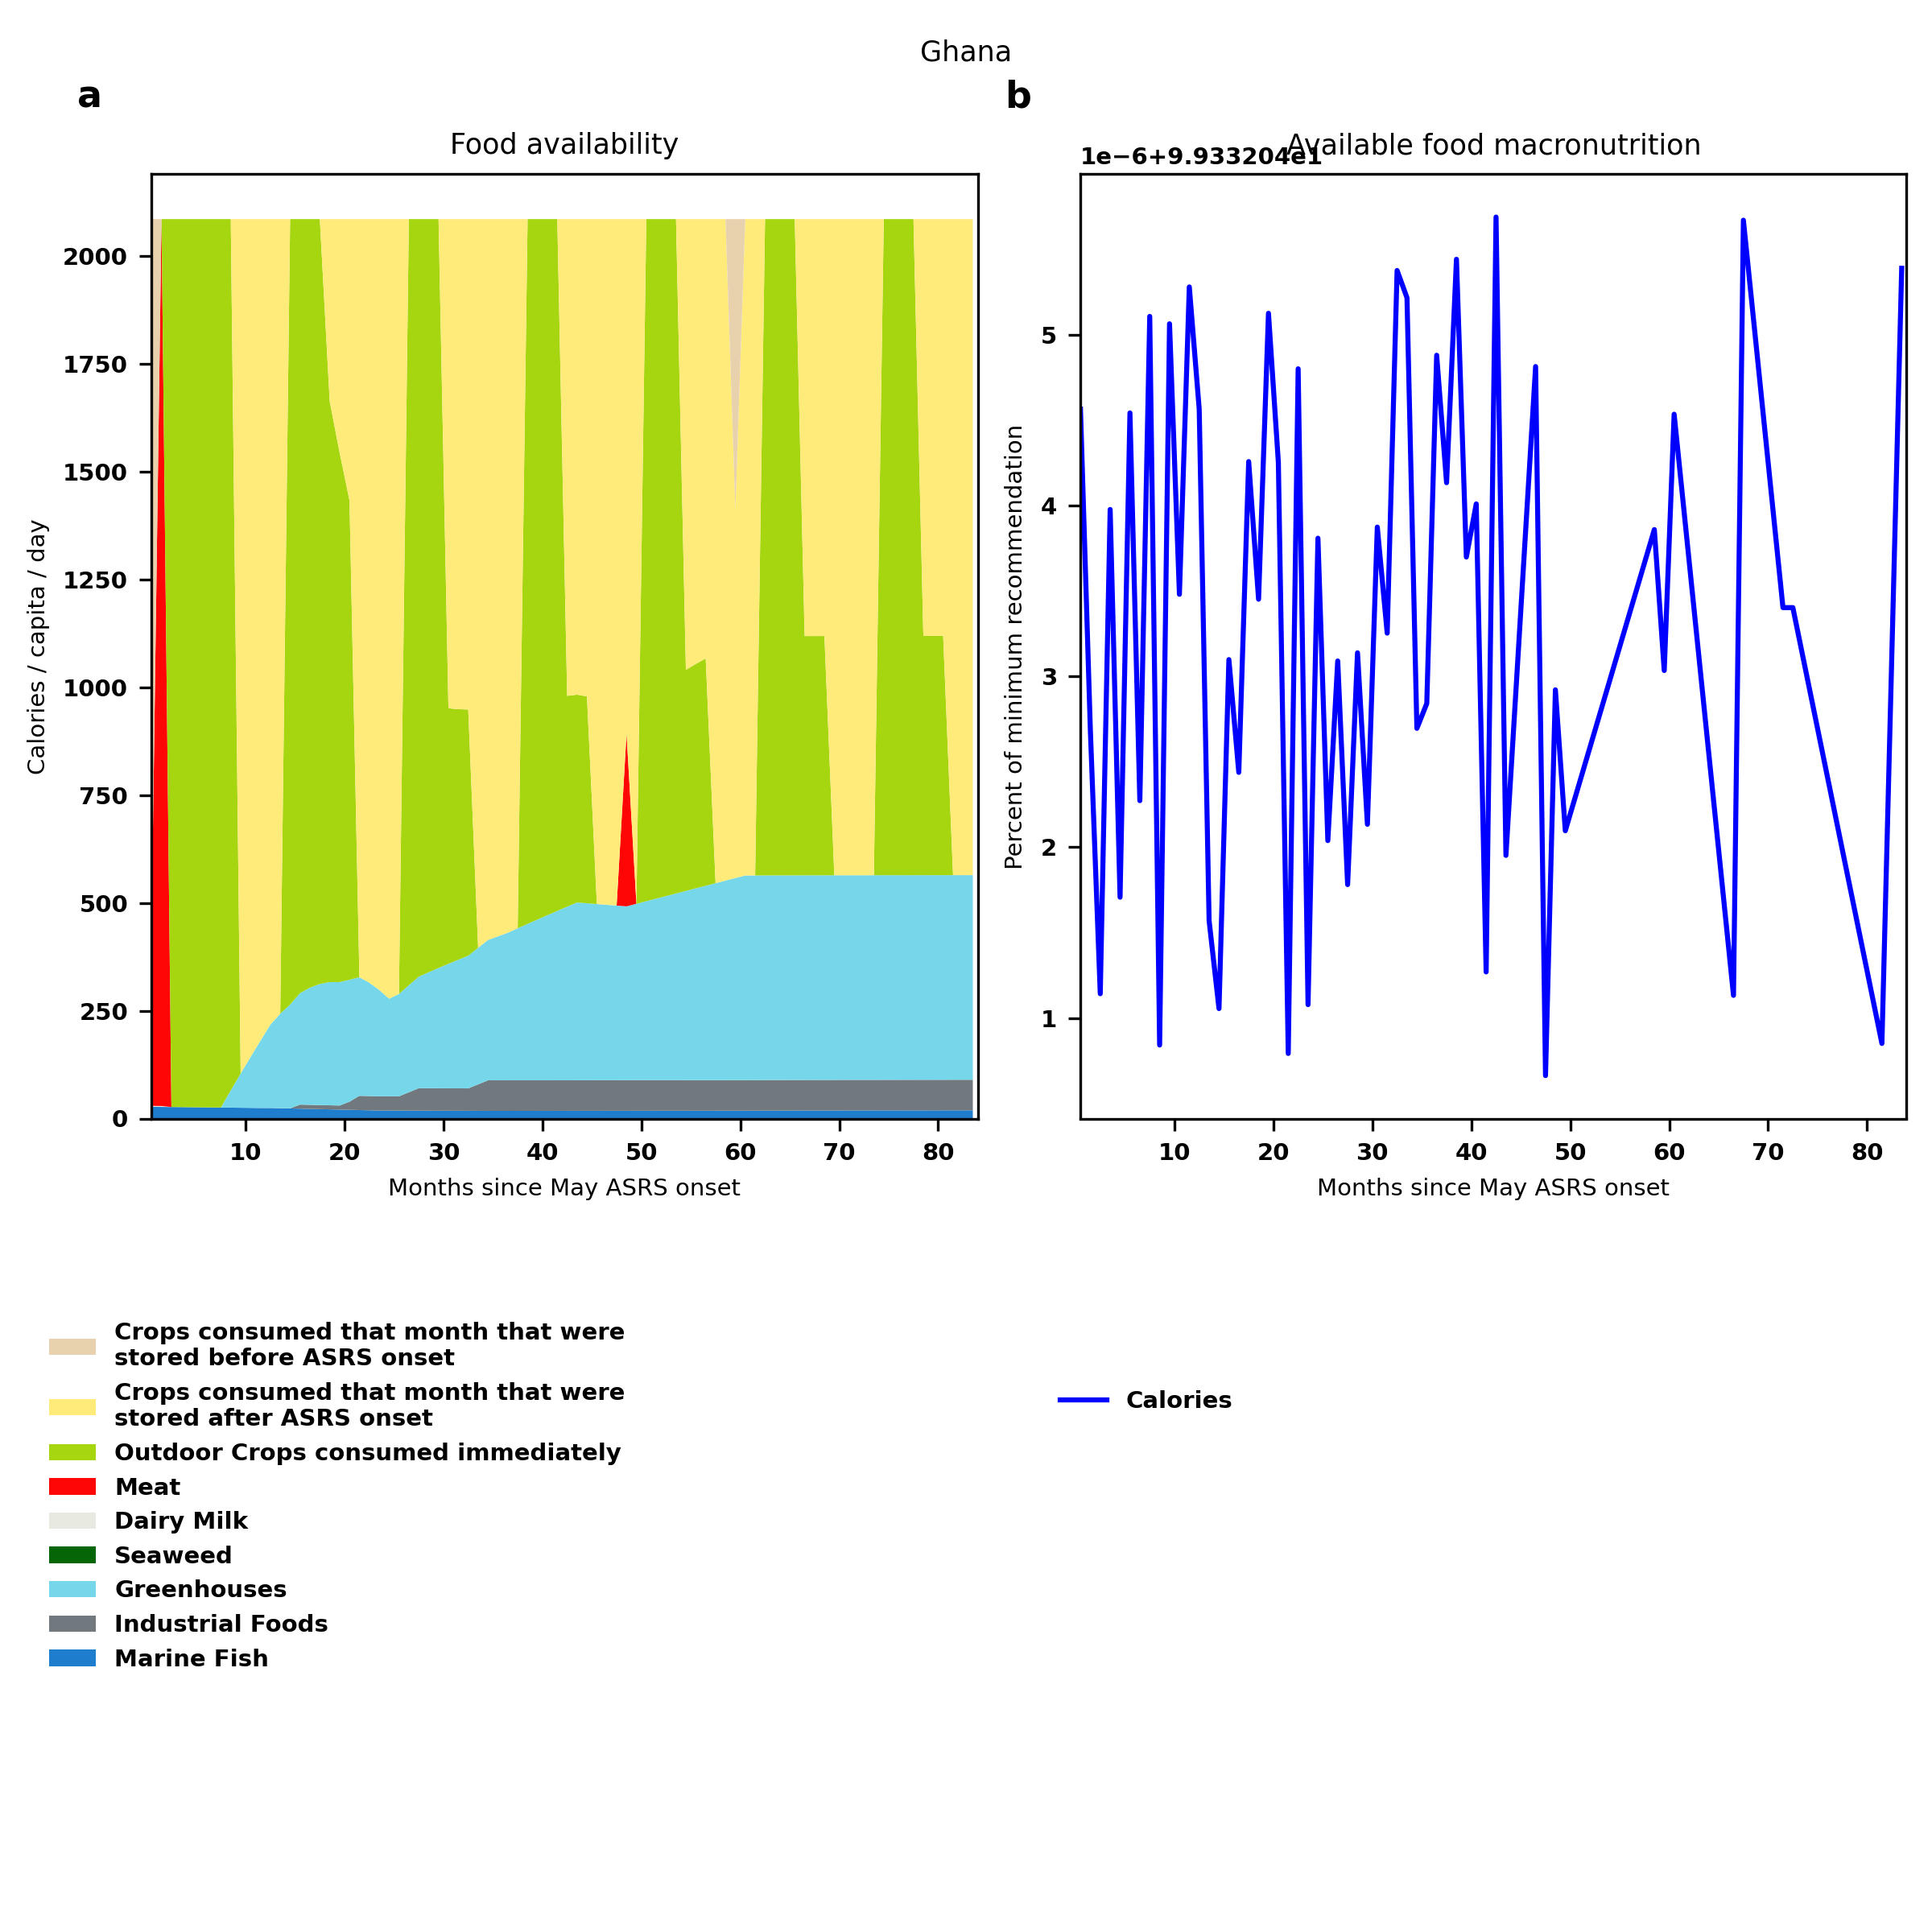 Ghana
a
b
Food availability
Available food macronutrition
1e−6+9.933204e1
2000
1750
1500
1250
1000
750
500
250
0
Calories / capita / day
10 20 30 40 50 60 70 80
Months since May ASRS onset
5
4
3
2
1
Percent of minimum recommendation
10 20 30 40 50 60 70 80
Months since May ASRS onset
Crops consumed that month that were
stored before ASRS onset
Crops consumed that month that were
stored after ASRS onset
Outdoor Crops consumed immediately
Meat
Dairy Milk
Seaweed
Greenhouses
Industrial Foods
Marine Fish
Calories